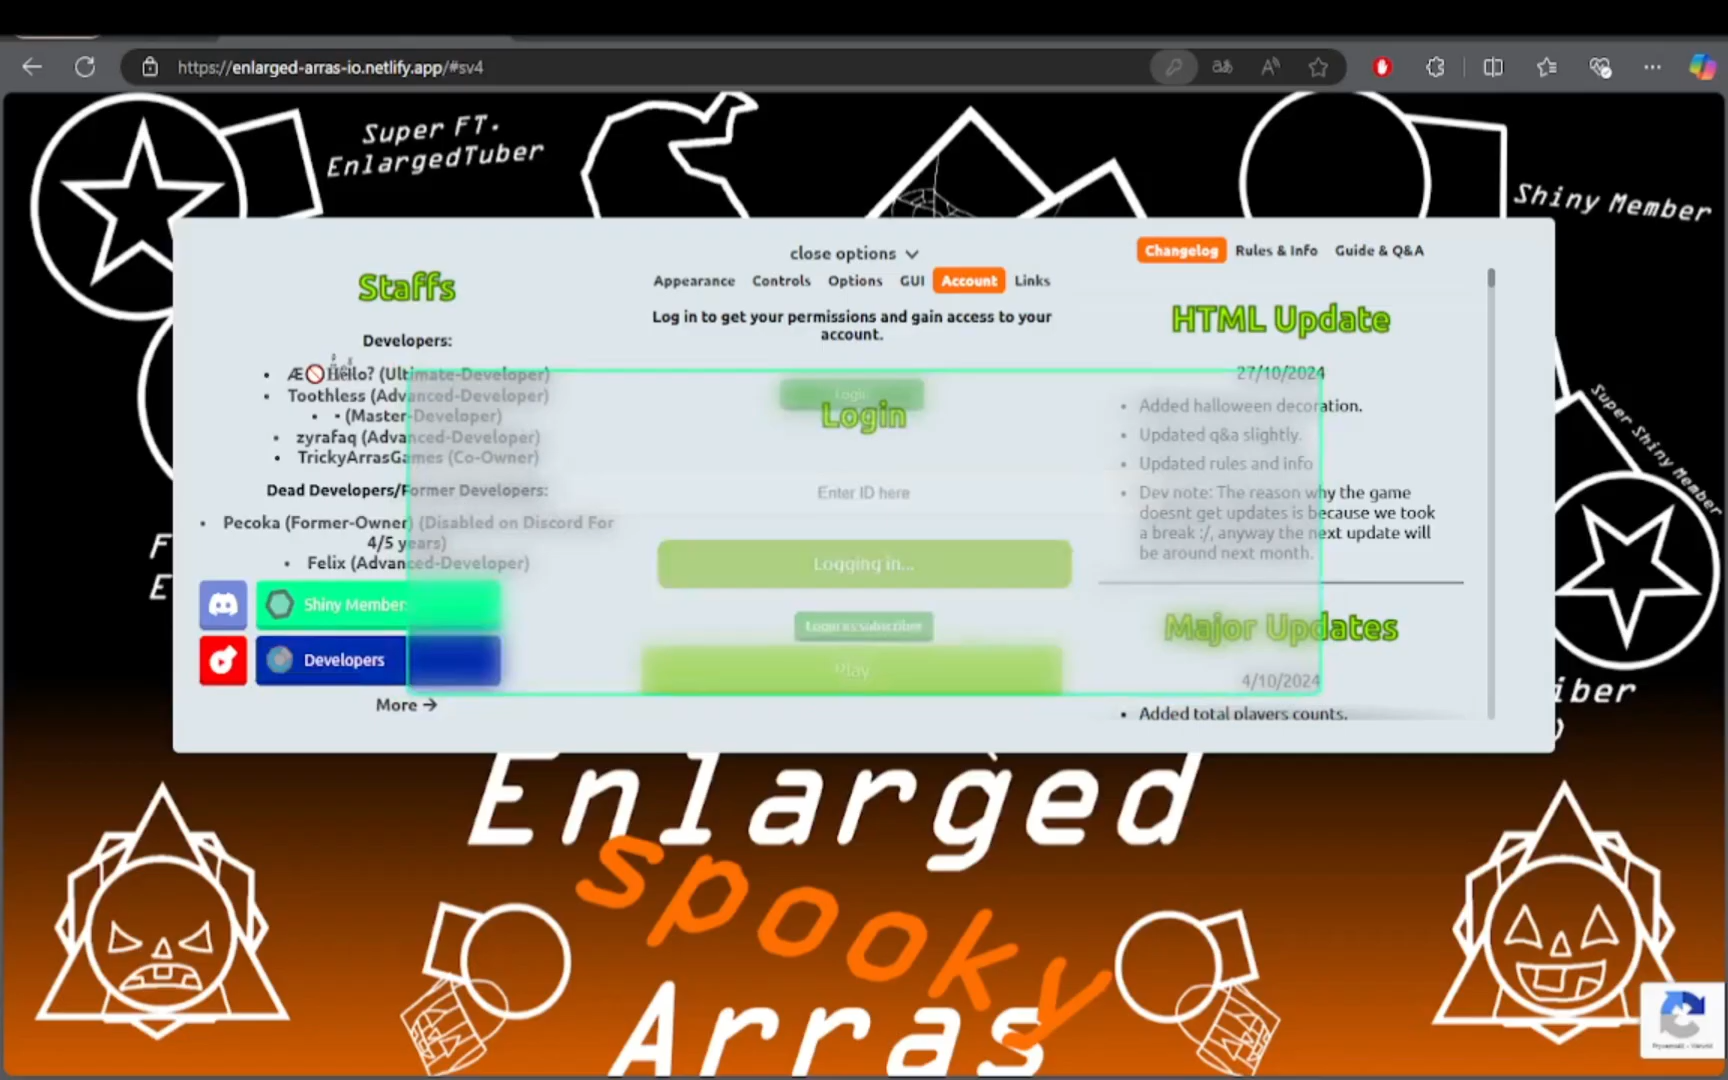 https://enlarged-arras-io.netlify.app/#sv4
Super FT.
EnlargedTuber
Shiny Member
Super Shiny Member
Staffs
Developers:
(Ultimate-Developer)
Toothless (Advanced-Developer)
(Master-Developer)
zyrafaq (Advanced-Developer)
TrickyArrasGames (Co-Owner)
Dead Developers/Former Developers:
Pecoka (Former-Owner) (Disabled on Discord For
4/5 years)
Felix (Advanced-Developer)
Shiny Member
Developers
More →
close options
Appearance Controls Options GUI Account Links
Log in to get your permissions and gain access to your
account.
Login
Login
Enter ID here
Logging in...
Login as subscriber
Play
Changelog Rules & Info Guide & Q&A
HTML Update
27/10/2024
• Added halloween decoration.
• Updated q&a slightly.
• Updated rules and info
• Dev note: The reason why the game
doesnt get updates is because we took
a break :/, anyway the next update will
be around next month.
Major Updates
4/10/2024
• Added total players counts.
F
E
iber
)
Enlarged
spooky
Arras